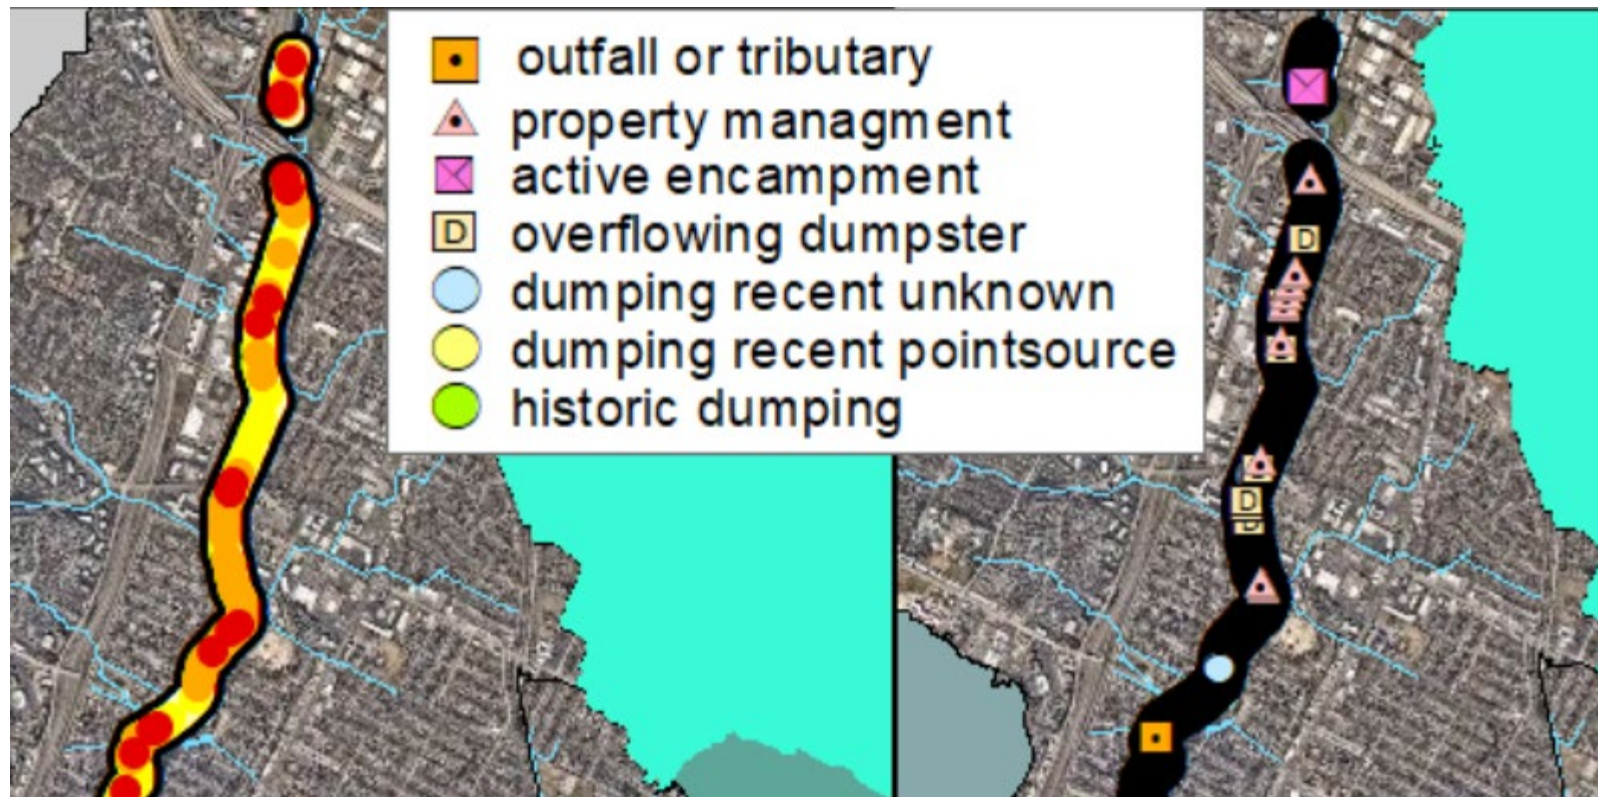 outfall or tributary
property managment
active encampment
D overflowing dumpster
dumping recent unknown
dumping recent pointsource
historic dumping
D
D
D